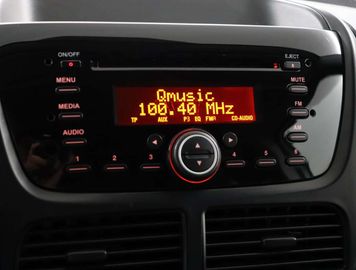 ON/OFF
EJECT
MENU
MUTE
MEDIA
FM
AUDIO
AM
Qmusic
100.40 MHz
TP AUX P3 EQ FMA CD-AUDIO
1 2 3 4 5 6